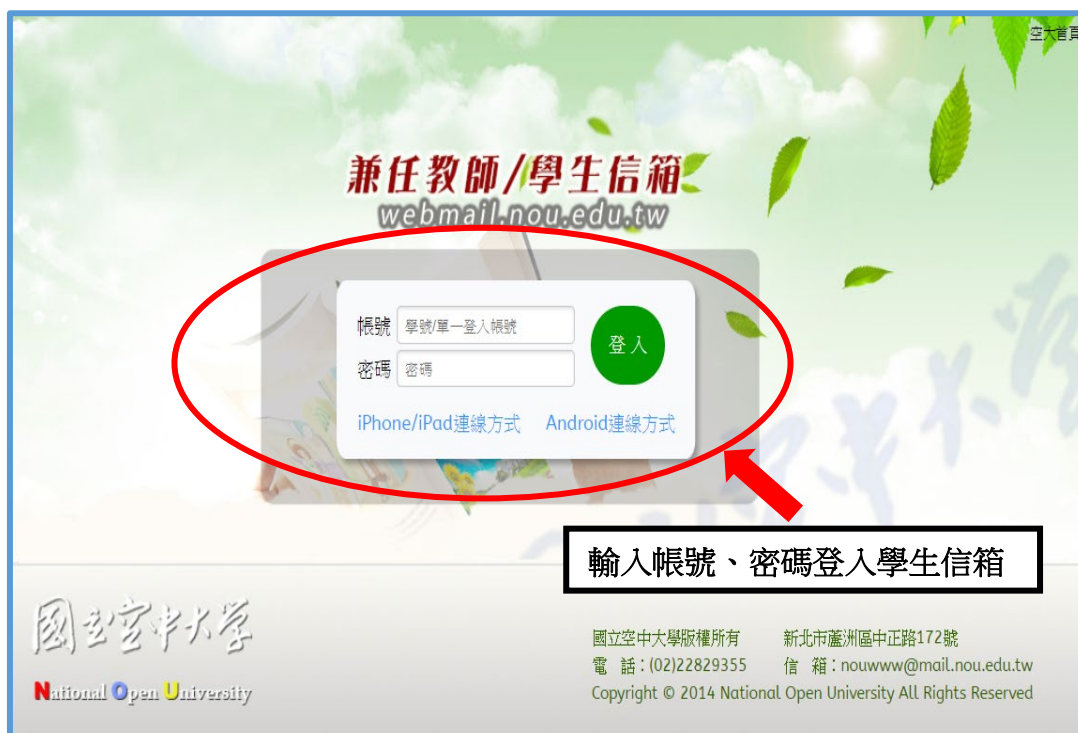 空大首頁
兼任教師/學生信箱
webmail.nou.edu.tw
帳號 學號/單一登入帳號
登入
密碼 密碼
iPhone/iPad連線方式 Android連線方式
輸入帳號、密碼登入學生信箱
國立空中大學
National Open University
國立空中大學版權所有 新北市蘆洲區中正路172號
電 話:(02)22829355 信 箱:nouwww@mail.nou.edu.tw
Copyright © 2014 National Open University All Rights Reserved